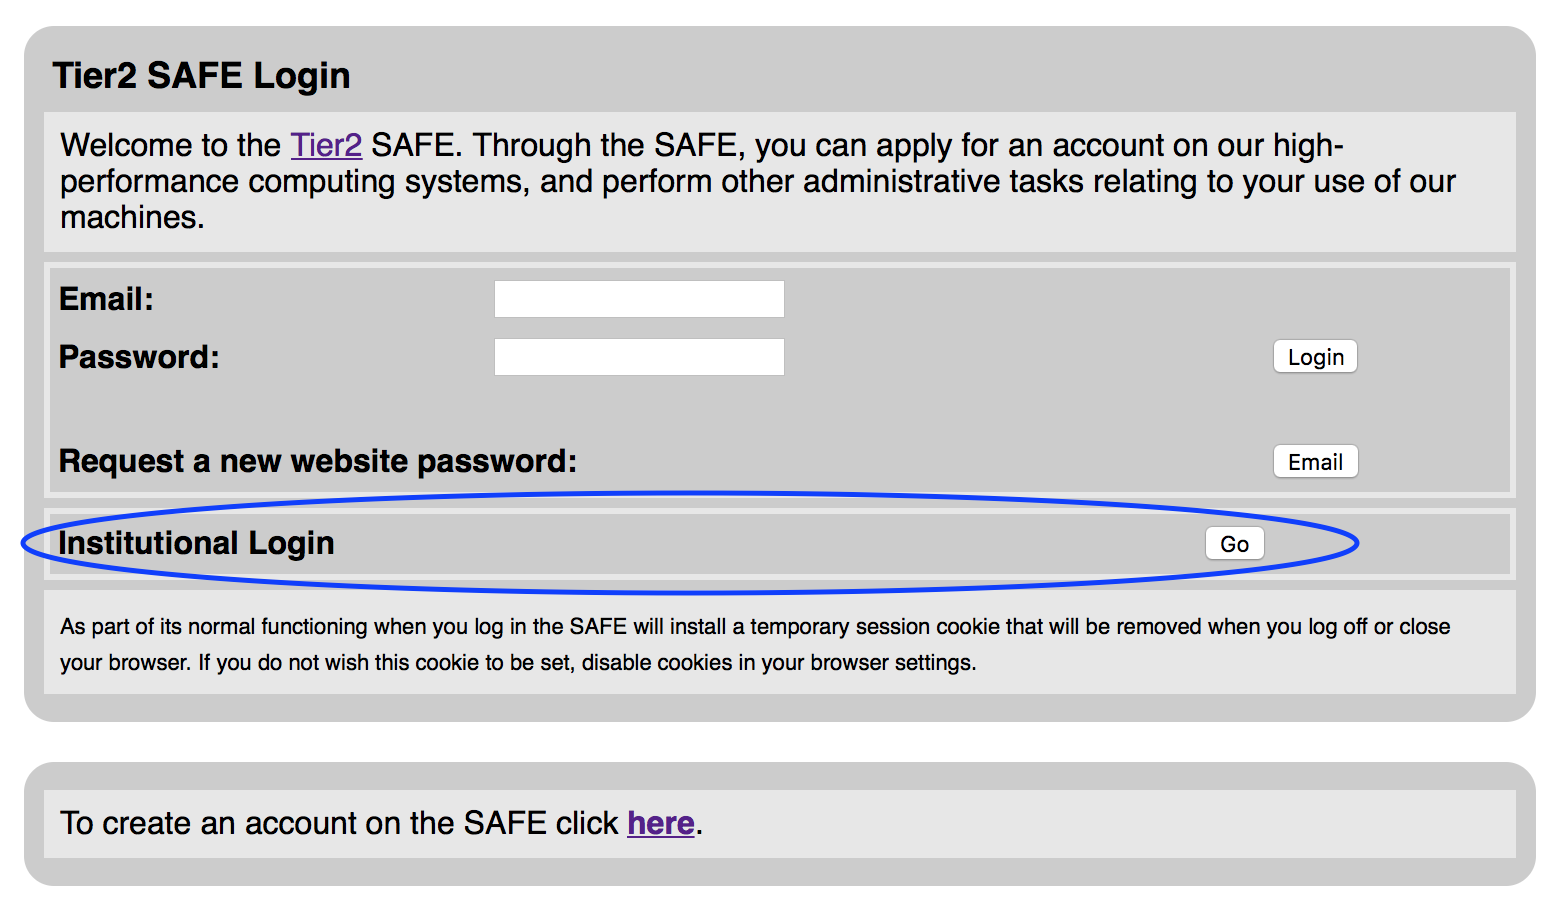 Tier2 SAFE Login
Welcome to the Tier2 SAFE. Through the SAFE, you can apply for an account on our high-
performance computing systems, and perform other administrative tasks relating to your use of our
machines.
Email:
Password:
Login
Request a new website password:
Email
Institutional Login
Go
As part of its normal functioning when you log in the SAFE will install a temporary session cookie that will be removed when you log off or close
your browser. If you do not wish this cookie to be set, disable cookies in your browser settings.
To create an account on the SAFE click here.